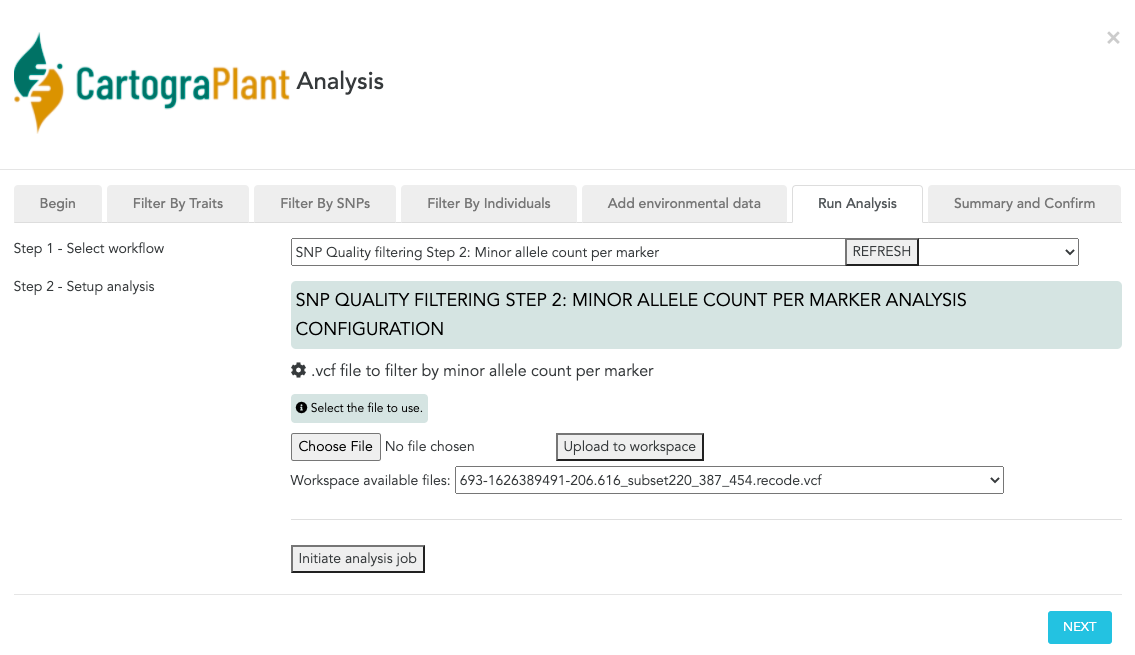 ×
CartograPlant Analysis
Begin
Filter By Traits
Filter By SNPs
Filter By Individuals
Add environmental data
Run Analysis
Summary and Confirm
Step 1 - Select workflow
SNP Quality filtering Step 2: Minor allele count per marker
REFRESH
Step 2 - Setup analysis
SNP QUALITY FILTERING STEP 2: MINOR ALLELE COUNT PER MARKER ANALYSIS
CONFIGURATION
.vcf file to filter by minor allele count per marker
Select the file to use.
Choose File No file chosen
Upload to workspace
Workspace available files: 693-1626389491-206.616_subset220_387_454.recode.vcf
Initiate analysis job
NEXT